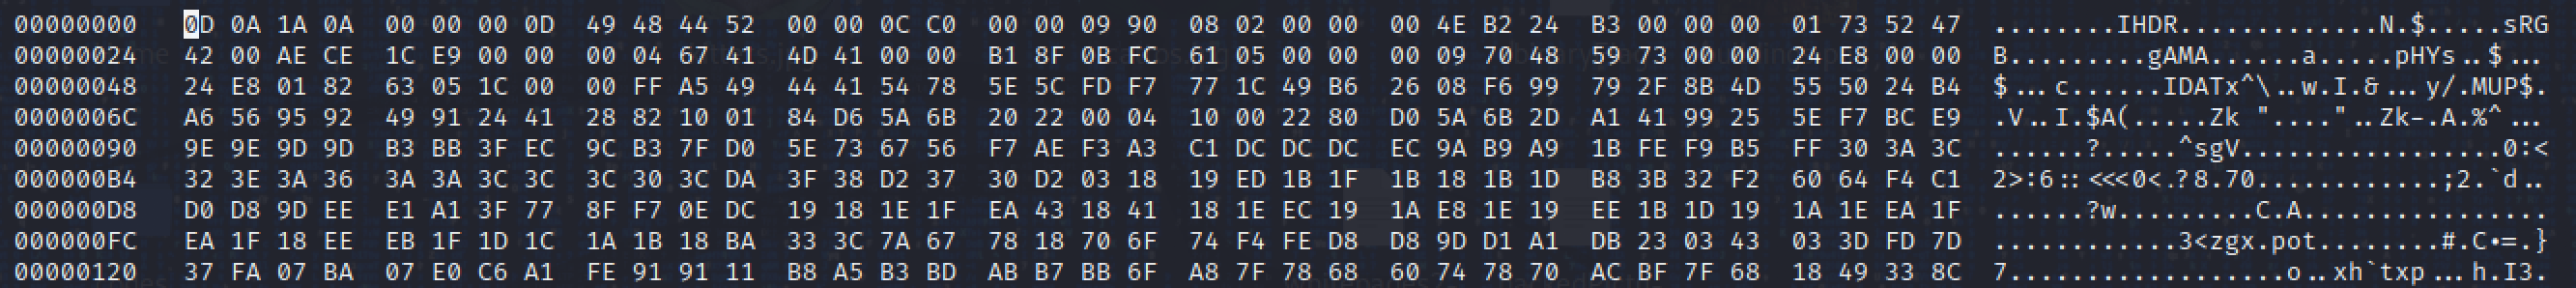 00000000 0D 0A 1A 0A 00 00 00 0D 49 48 44 52 00 00 0C C0 00 00 09 90 08 02 00 00 00 4E B2 24 B3 00 00 00 01 73 52 47 ........IHDR...............N.$.....sRG
00000024 42 00 AE CE 1C E9 00 00 00 04 67 41 4D 41 00 00 B1 8F 0B FC 61 05 00 00 00 09 70 48 59 73 00 00 24 E8 00 00 B.........gAMA......a.....pHYs..$...
00000048 24 E8 01 82 63 05 1C 00 00 FF A5 49 44 41 54 78 5E 5C FD F7 77 1C 49 B6 26 08 F6 99 79 2F 8B 4D 55 50 24 B4 $...c......IDATx^\..w.I.&...y/.MUP$.
0000006C A6 56 95 92 49 91 24 41 28 82 10 01 84 D6 5A 6B 20 22 00 04 10 00 22 80 D0 5A 6B 2D A1 41 99 25 5E F7 BC E9 .V..I.$A(.....Zk "...."..Zk-.A.%^...
00000090 9E 9E 9D 9D B3 BB 3F EC 9C B3 7F D0 5E 73 67 56 F7 AE F3 A3 C1 DC DC DC EC 9A B9 A9 1B FE F9 B5 FF 30 3A 3C ......?.....^sgV.................0:<
000000B4 32 3E 3A 36 3A 3A 3C 3C 3C 30 3C DA 3F 38 D2 37 30 D2 03 18 19 ED 1B 1F 1B 18 1B 1D B8 3B 32 F2 60 64 F4 C1 2>:6::<<<0<.?8.70............;2.`d..
000000D8 D0 D8 9D EE E1 A1 3F 77 8F F7 0E DC 19 18 1E 1F EA 43 18 41 18 1E EC 19 1A E8 1E 19 EE 1B 1D 19 1A 1E EA 1F ......?w.........C.A................
000000FC EA 1F 18 EE EB 1F 1D 1C 1A 1B 18 BA 33 3C 7A 67 78 18 70 6F 74 F4 FE D8 D8 9D D1 A1 DB 23 03 43 03 3D FD 7D ............3<zgx.pot........#.C•=.}
00000120 37 FA 07 BA 07 E0 C6 A1 FE 91 91 11 B8 A5 B3 BD AB B7 BB 6F A8 7F 78 68 60 74 78 70 AC BF 7F 68 18 49 33 8C 7..................o..xh`txp...h.I3.